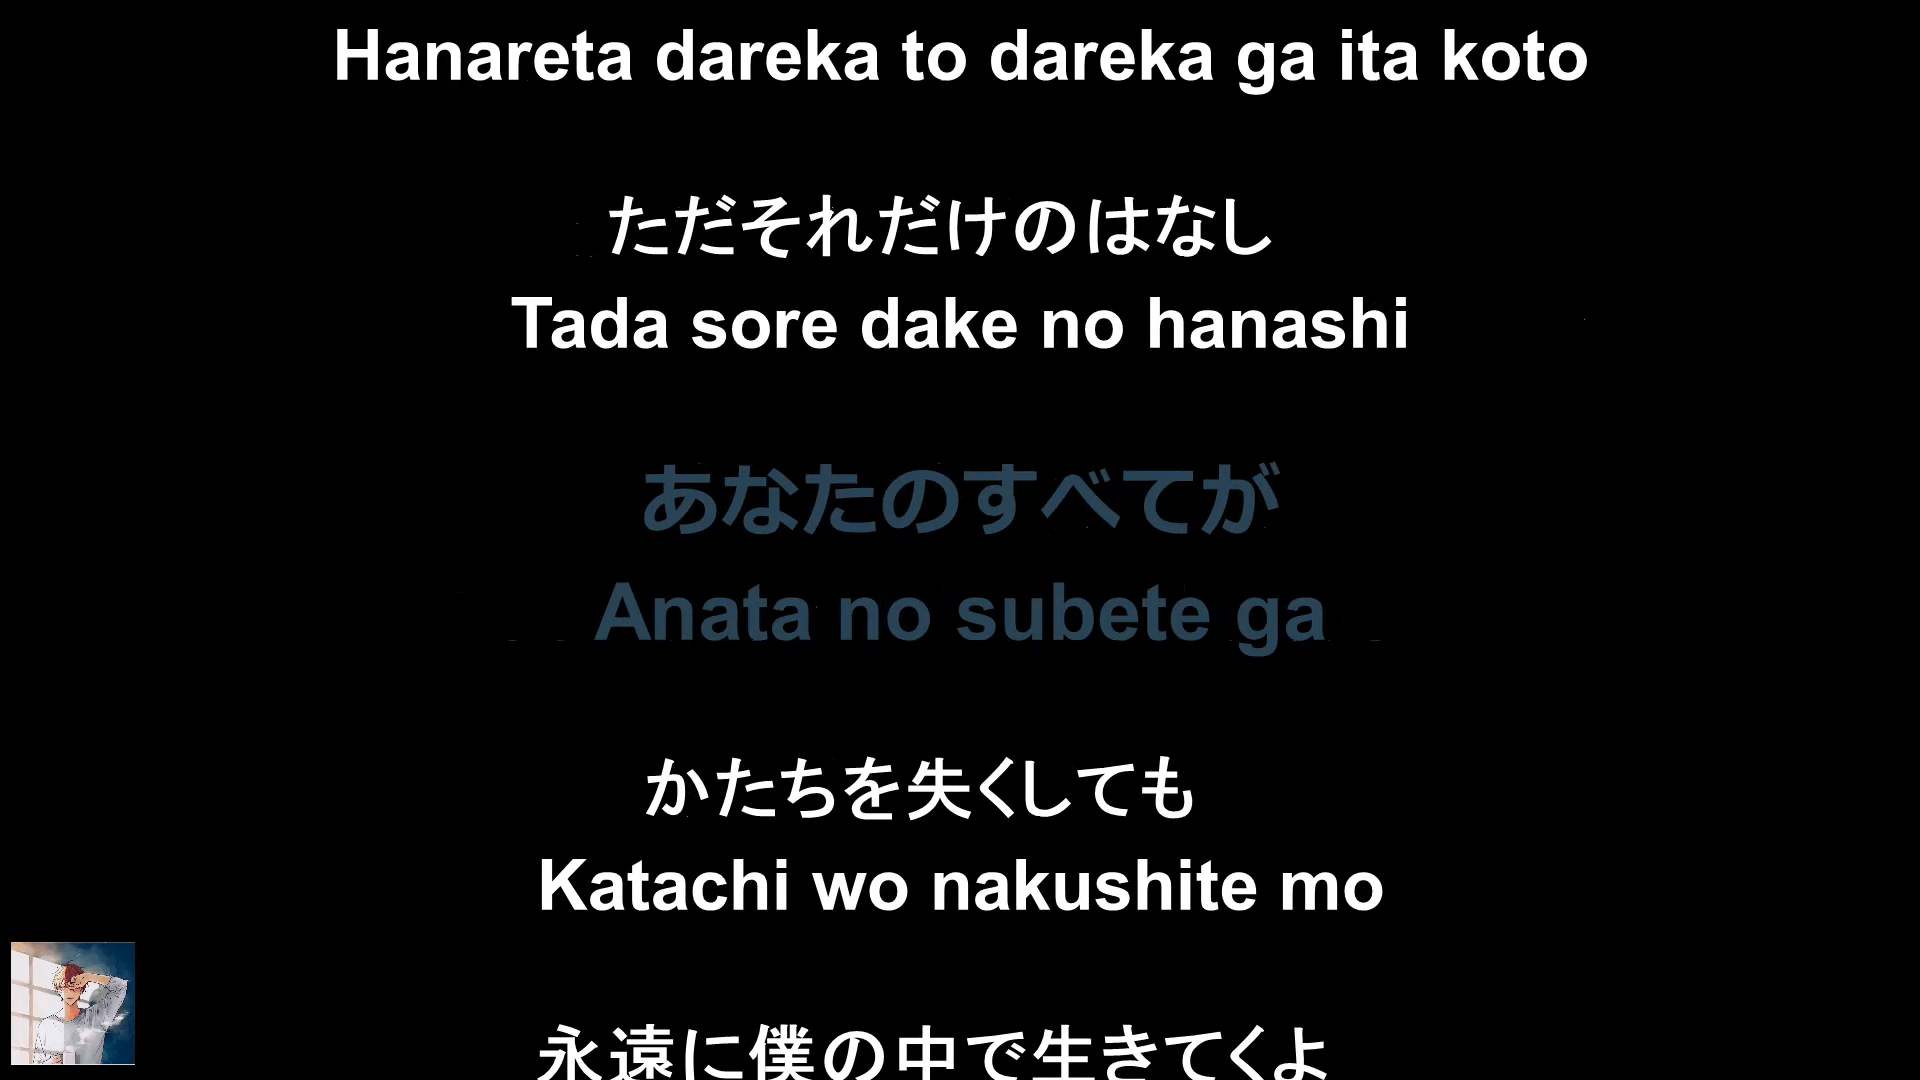 Hanareta dareka to dareka ga ita koto
ただそれだけのはなし
Tada sore dake no hanashi
あなたのすべてが
Anata no subete ga
かたちを失くしても
Katachi wo nakushite mo
永遠に僕の中で生きてくよ